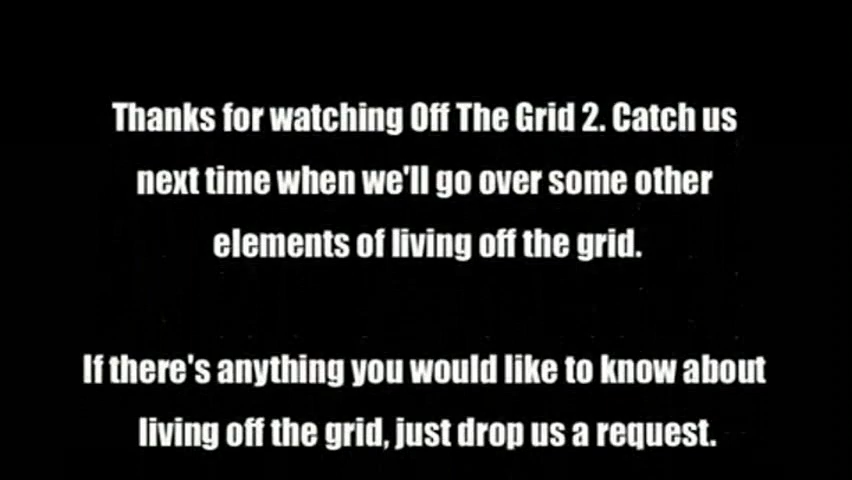 Thanks for watching Off The Grid 2. Catch us
next time when we'll go over some other
elements of living off the grid.
If there's anything you would like to know about
living off the grid, just drop us a request.